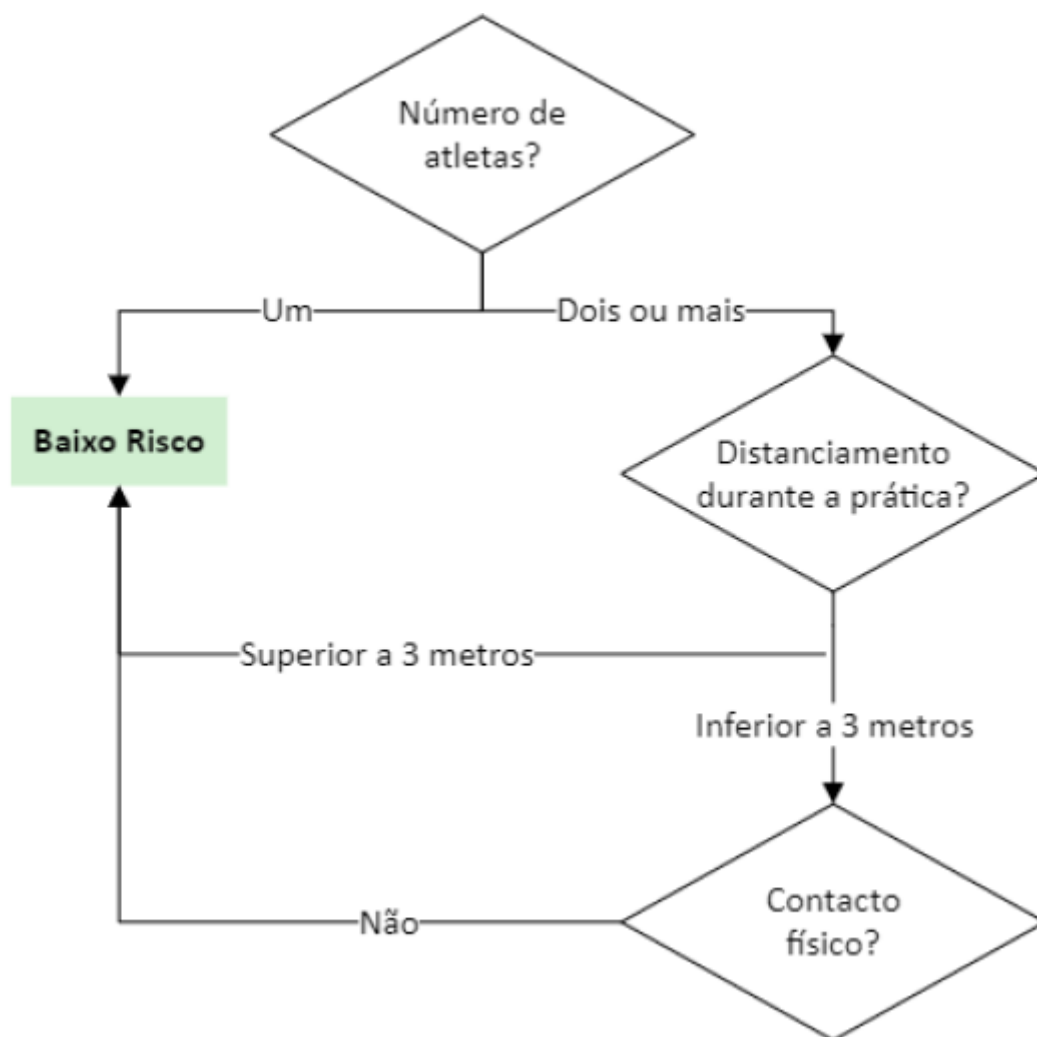 Número de
atletas?
Um
Dois ou mais
Baixo Risco
Distanciamento
durante a prática?
Superior a 3 metros
Inferior a 3 metros
Contacto
físico?
Não